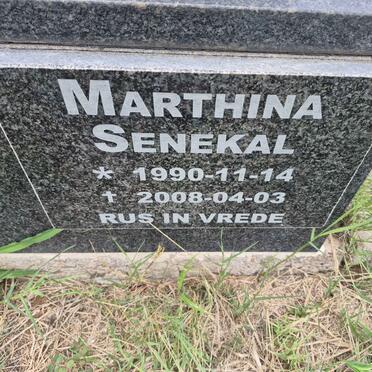 MARTHINA
SENEKAL
* 1990-11-14
† 2008-04-03
RUS IN VREDE